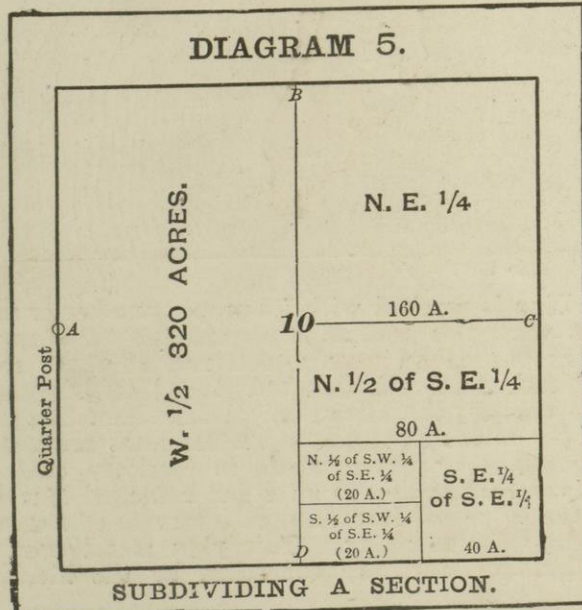 DIAGRAM 5.
B
N. E. 1/4
W. 1/2 320 ACRES.
160 A.
10
C
A
Quarter Post
N. 1/2 of S. E. 1/4
80 A.
N. ½ of S.W. ¼
of S.E. ¼
(20 A.)
S. E. 1/4
of S. E. 1/4
40 A.
S. ½ of S.W. ¼
of S.E. ¼
(20 A.)
D
SUBDIVIDING A SECTION.